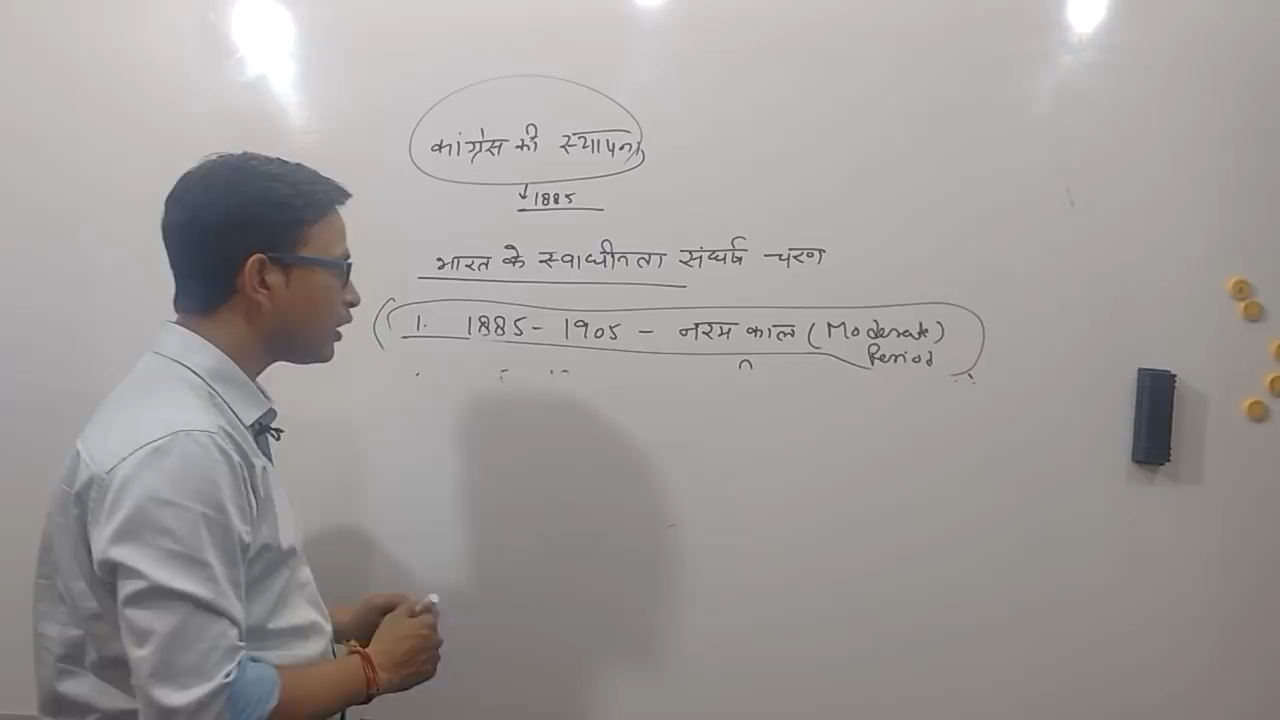 कांग्रेस की स्थापना
1885
भारत के स्वाधीनता संघर्ष चरण
1. 1885 - 1905 - नरम काल (Moderate)
Period